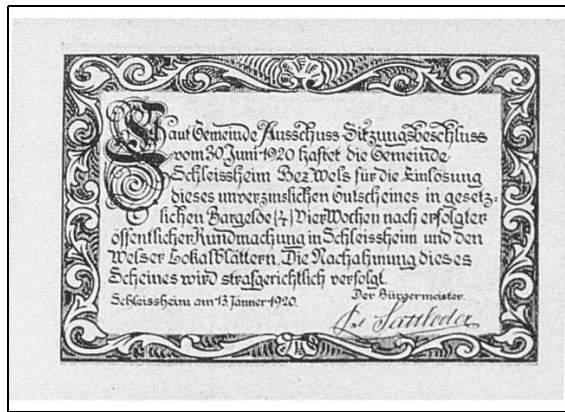 Laut Gemeinde Ausschuss Sitzungsbeschluss
vom 30 Juni 1920 haftet die Gemeinde
Schleissheim Bez Wels für die Einlösung
dieses unverzinslichen Gutscheines in gesetz-
lichen Bargelde (4) Vier Wochen nach erfolgter
öffentlicher Kundmachung in Schleissheim und den
Welser Lokalblättern. Die Nachahmung dieses
Scheines wird strafgerichtlich verfolgt.
Schleissheim am 13 Jänner 1920. Der Bürgermeister.
Sattleder